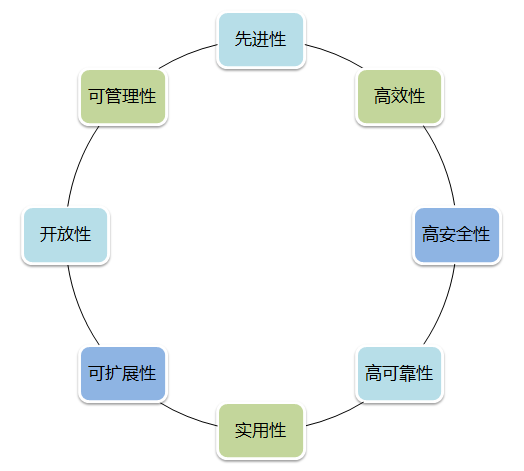 先进性
高效性
高安全性
高可靠性
实用性
可扩展性
开放性
可管理性